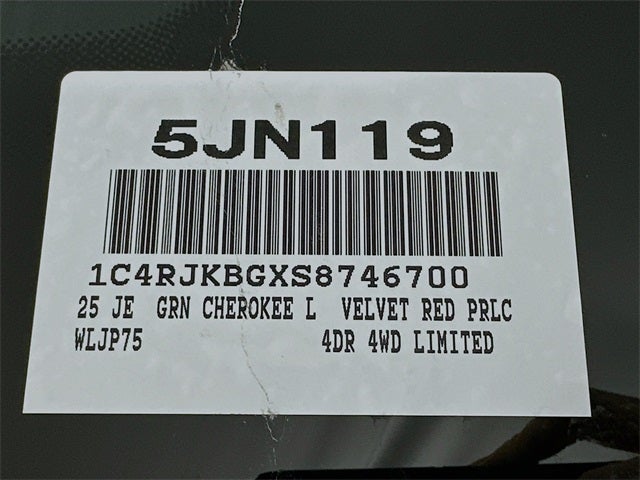 5JN119
1C4RJKBGXS8746700
25 JE GRN CHEROKEE L VELVET RED PRLC
WLJP75 4DR 4WD LIMITED